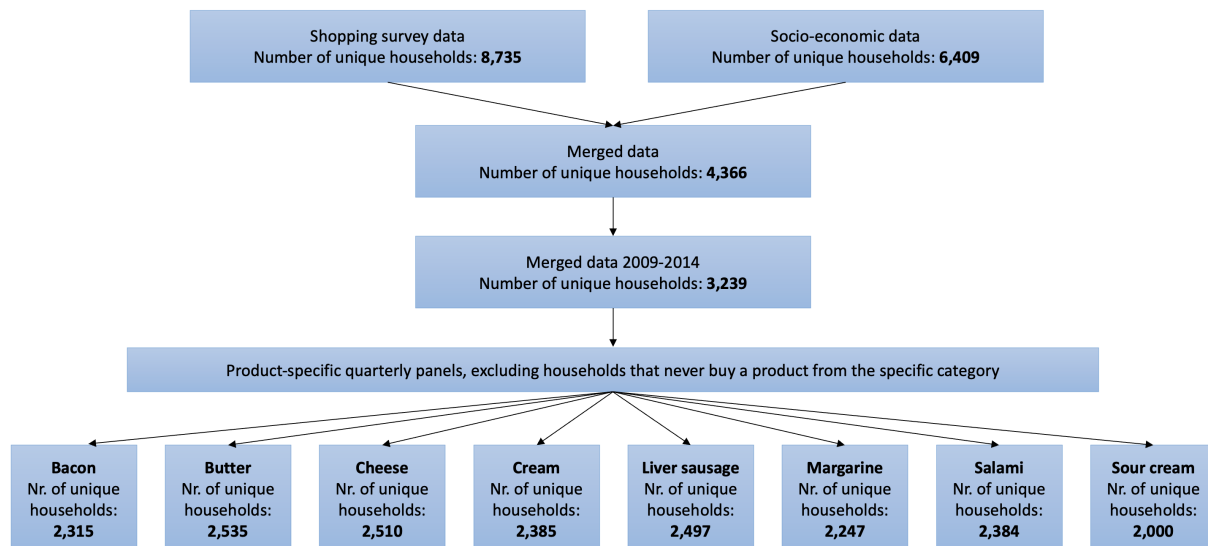 Shopping survey data
Number of unique households: 8,735
Socio-economic data
Number of unique households: 6,409
Merged data
Number of unique households: 4,366
Merged data 2009-2014
Number of unique households: 3,239
Product-specific quarterly panels, excluding households that never buy a product from the specific category
Bacon
Nr. of unique
households:
2,315
Butter
Nr. of unique
households:
2,535
Cheese
Nr. of unique
households:
2,510
Cream
Nr. of unique
households:
2,385
Liver sausage
Nr. of unique
households:
2,497
Margarine
Nr. of unique
households:
2,247
Salami
Nr. of unique
households:
2,384
Sour cream
Nr. of unique
households:
2,000